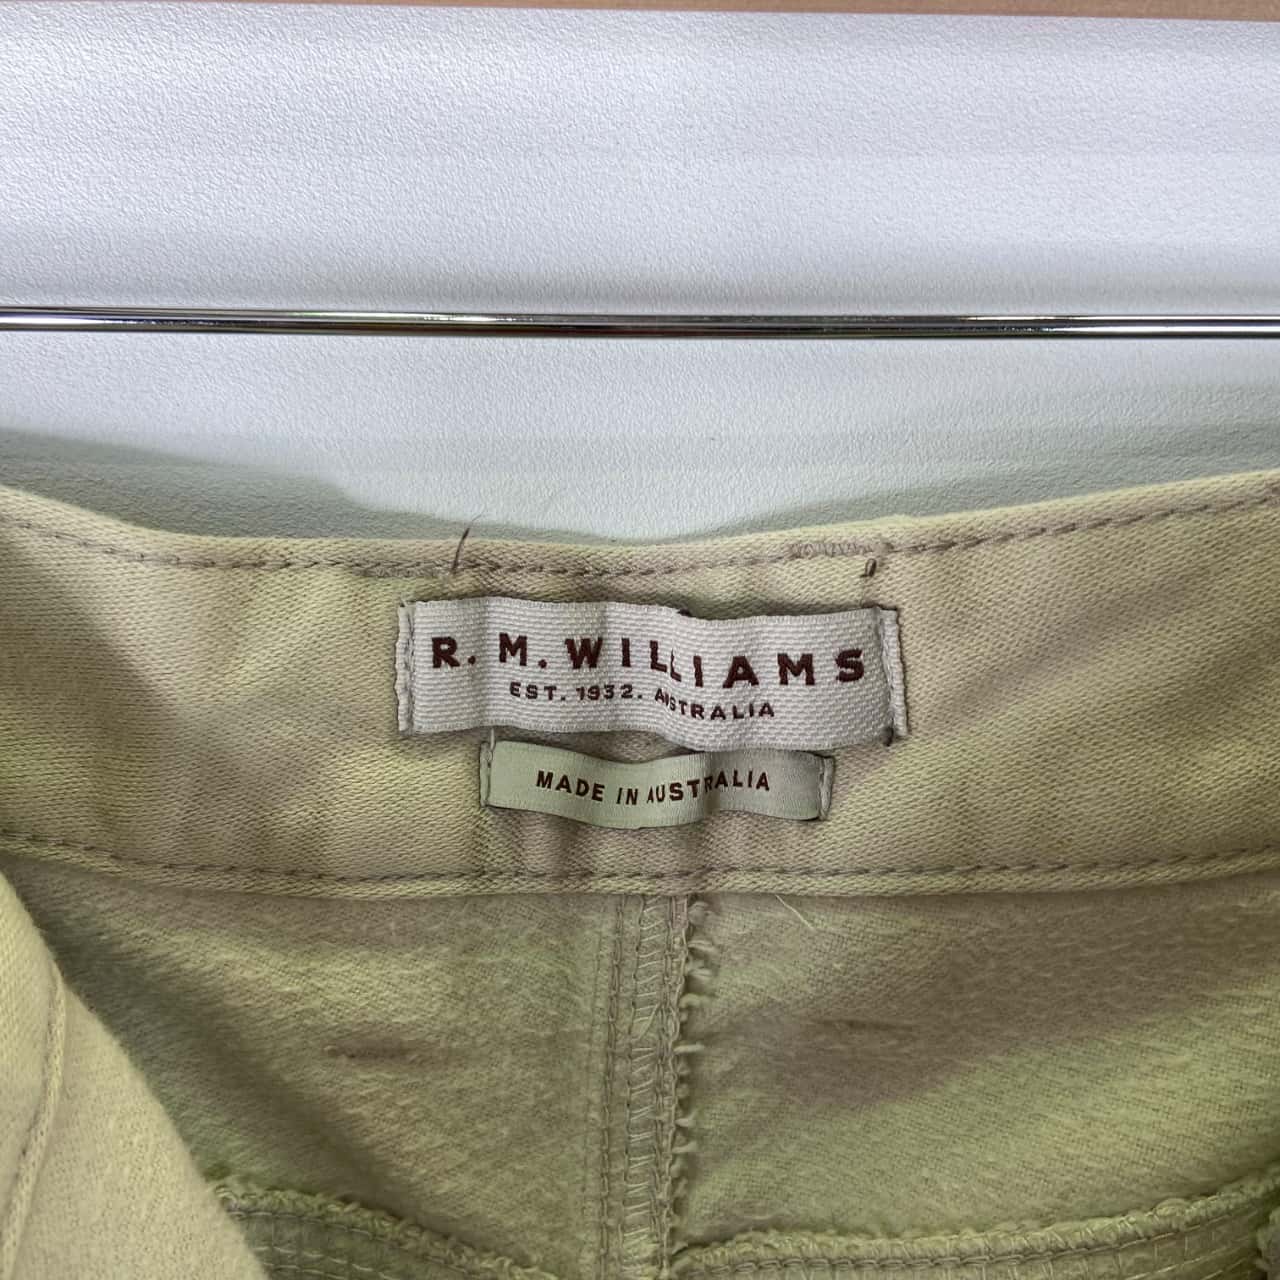 R. M. WILLIAMS
EST. 1932. AUSTRALIA
MADE IN AUSTRALIA